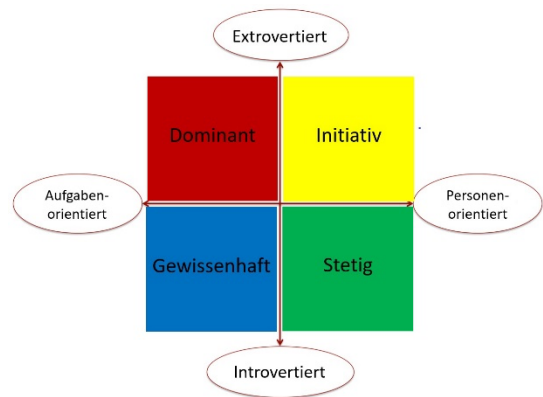 Extrovertiert
Dominant
Initiativ
Aufgaben-
orientiert
Personen-
orientiert
Gewissenhaft
Stetig
Introvertiert